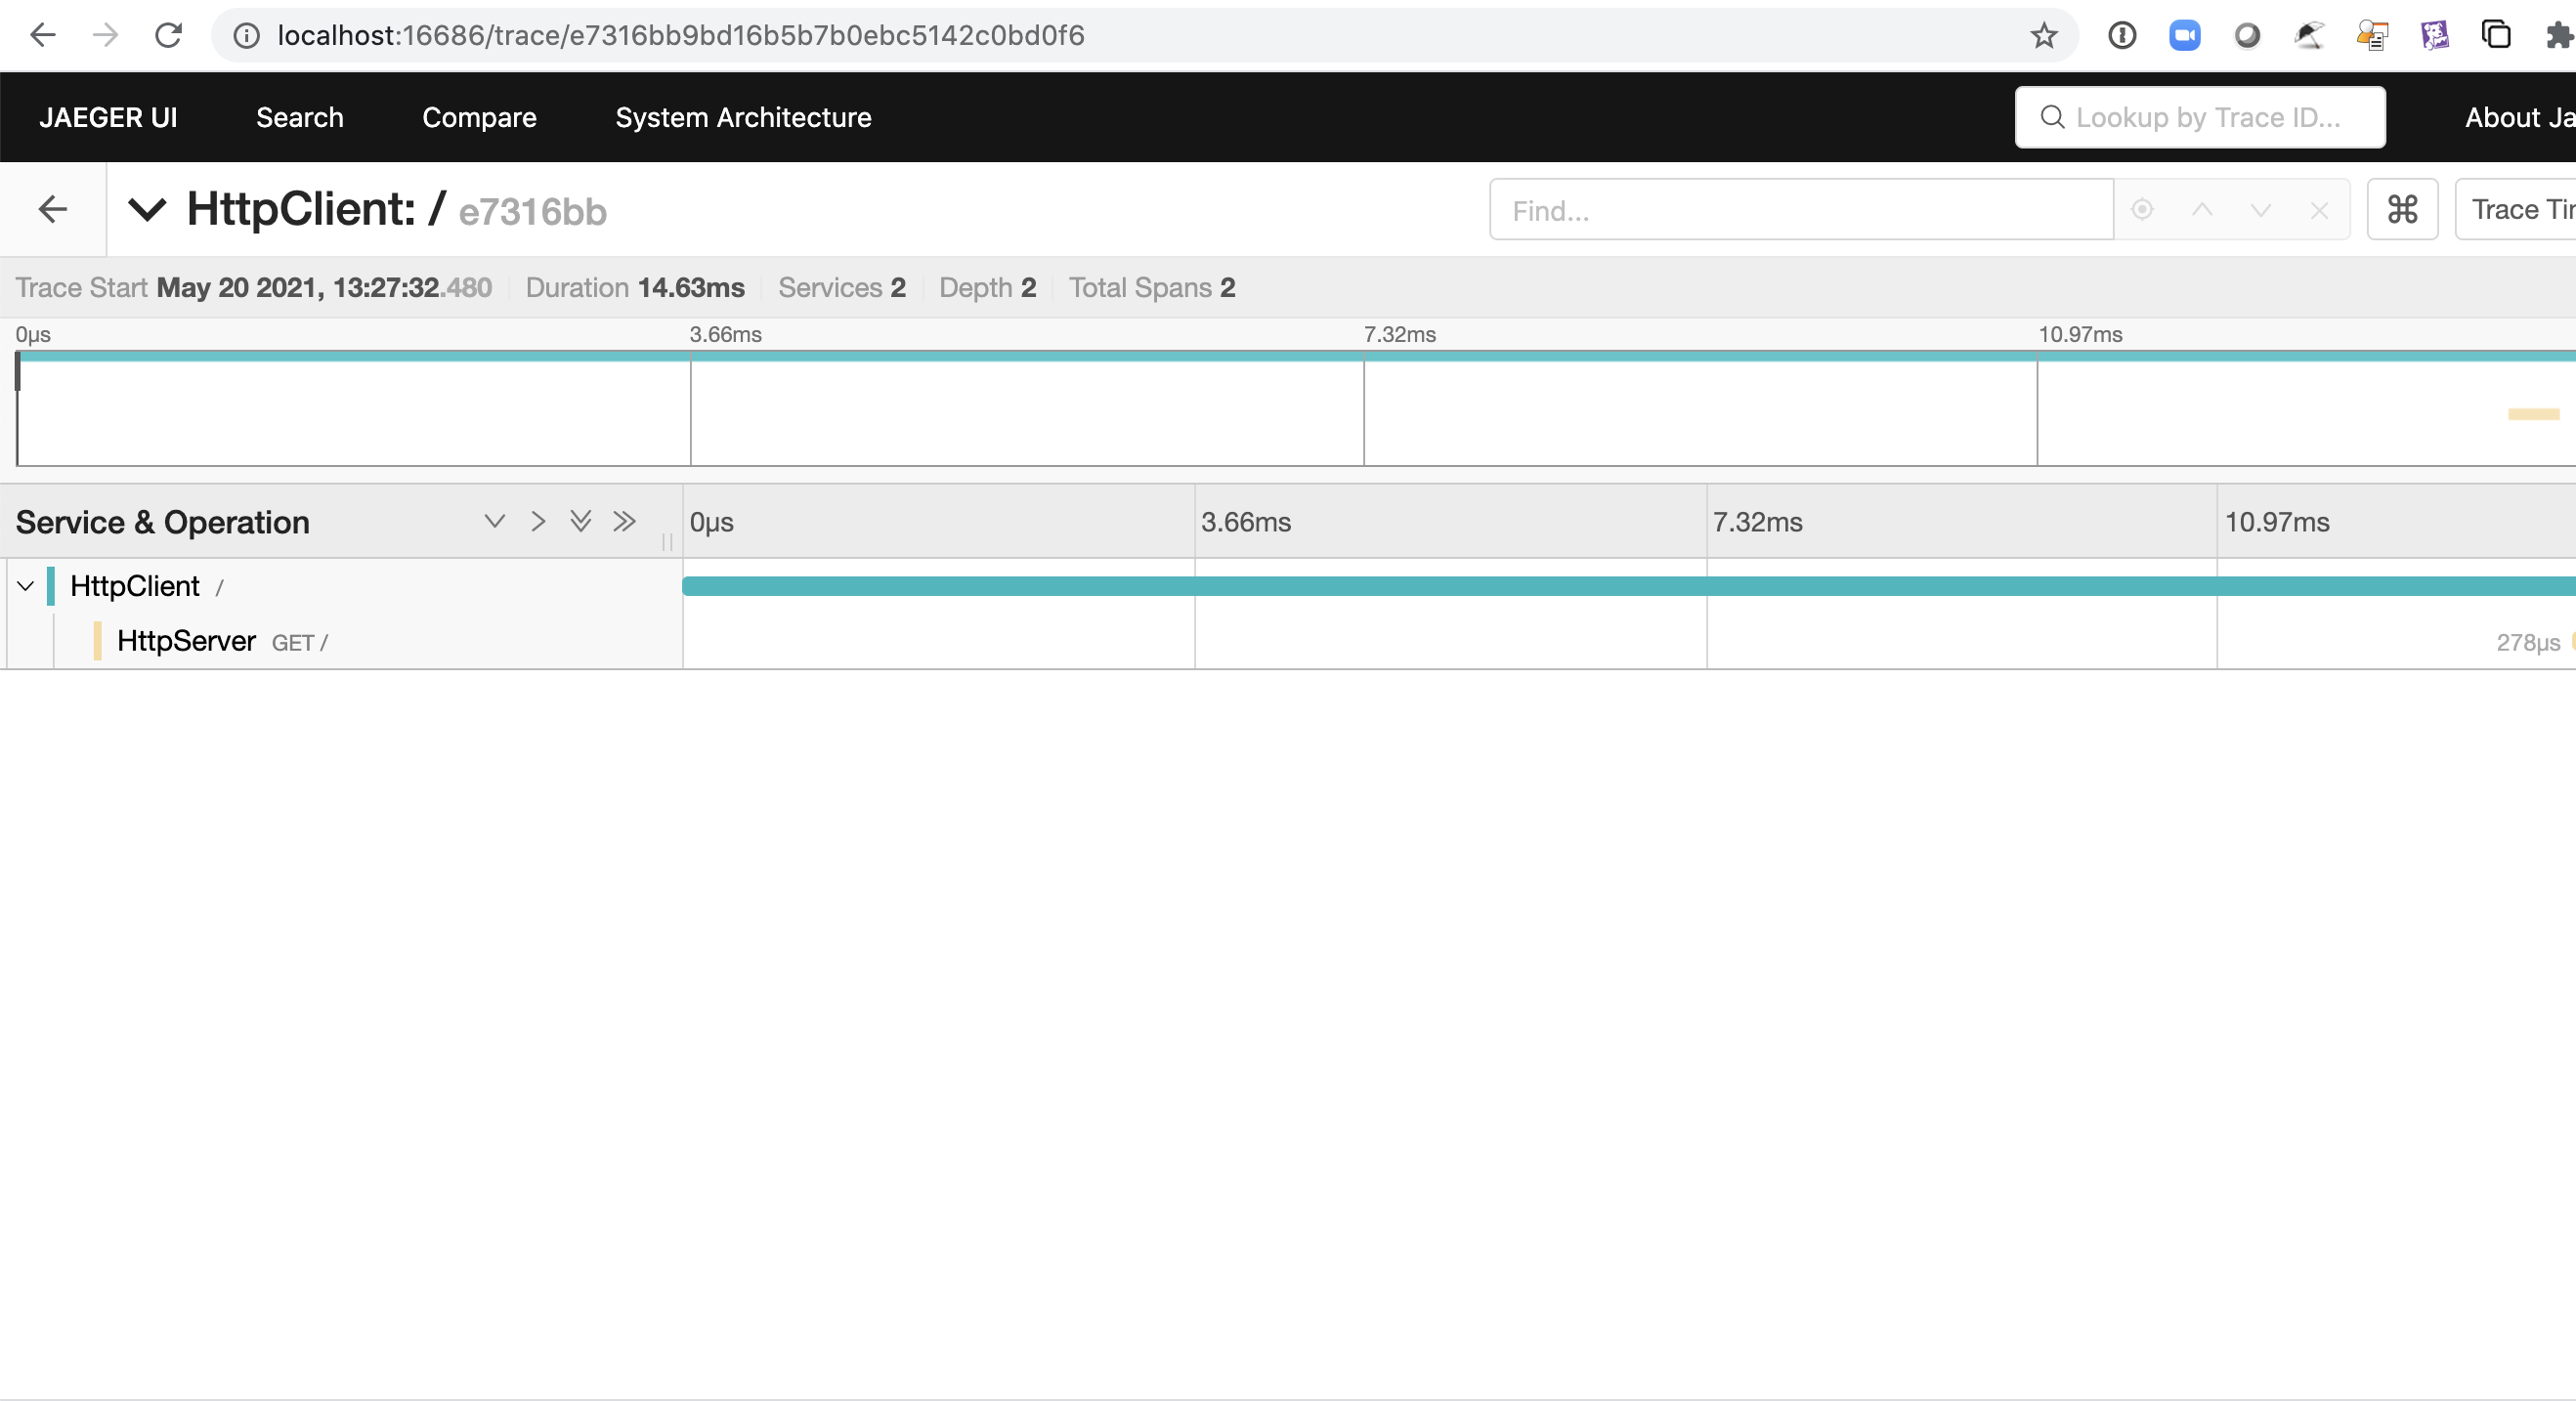 localhost:16686/trace/e7316bb9bd16b5b7b0ebc5142c0bd0f6
JAEGER UI Search Compare System Architecture Lookup by Trace ID... About Ja
HttpClient: / e7316bb Find... Trace Tir
Trace Start May 20 2021, 13:27:32.480 Duration 14.63ms Services 2 Depth 2 Total Spans 2
0μs 3.66ms 7.32ms 10.97ms
Service & Operation 0μs 3.66ms 7.32ms 10.97ms
HttpClient /
HttpServer GET / 278μs